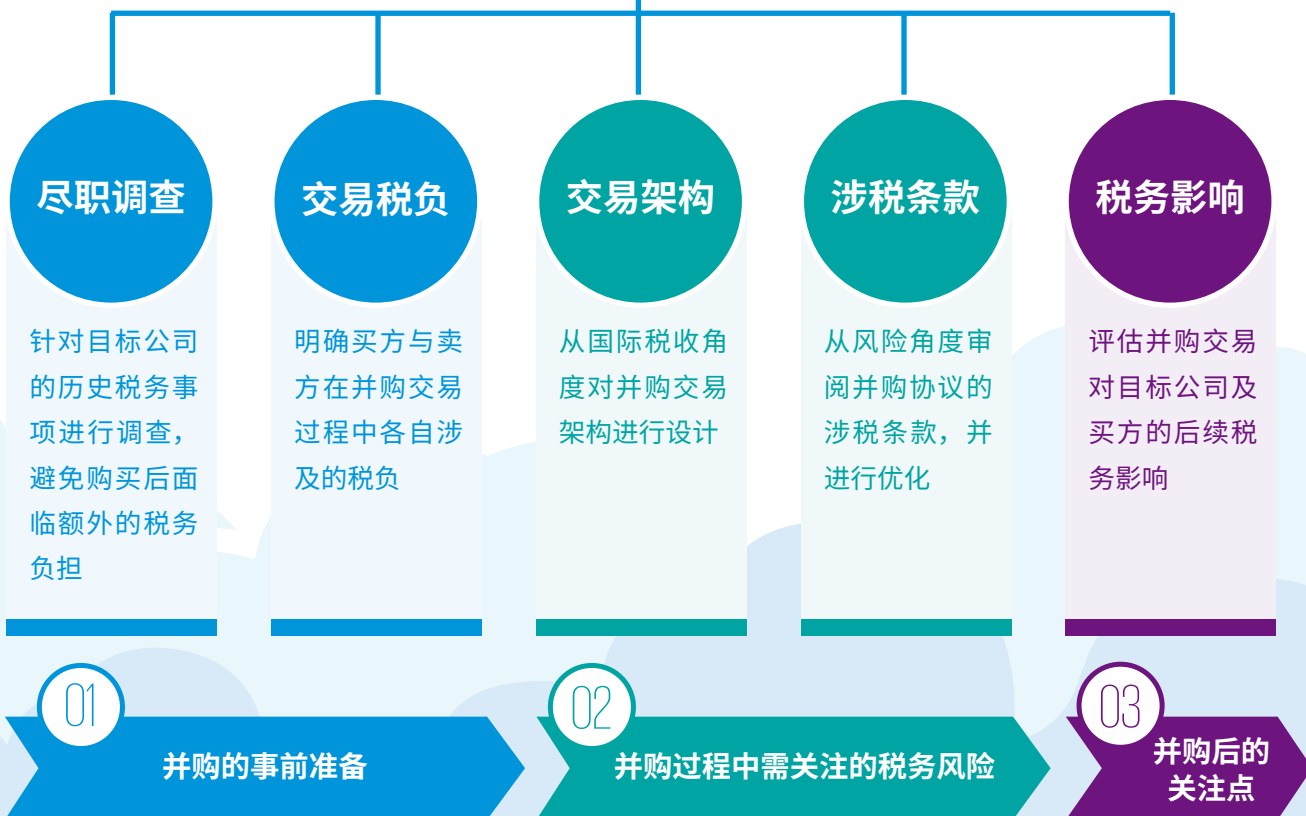 尽职调查
针对目标公司
的历史税务事
项进行调查，
避免购买后面
临额外的税务
负担
交易税负
明确买方与卖
方在并购交易
过程中各自涉
及的税负
交易架构
从国际税收角
度对并购交易
架构进行设计
涉税条款
从风险角度审
阅并购协议的
涉税条款，并
进行优化
税务影响
评估并购交易
对目标公司及
买方的后续税
务影响
01
并购的事前准备
02
并购过程中需关注的税务风险
03
并购后的
关注点